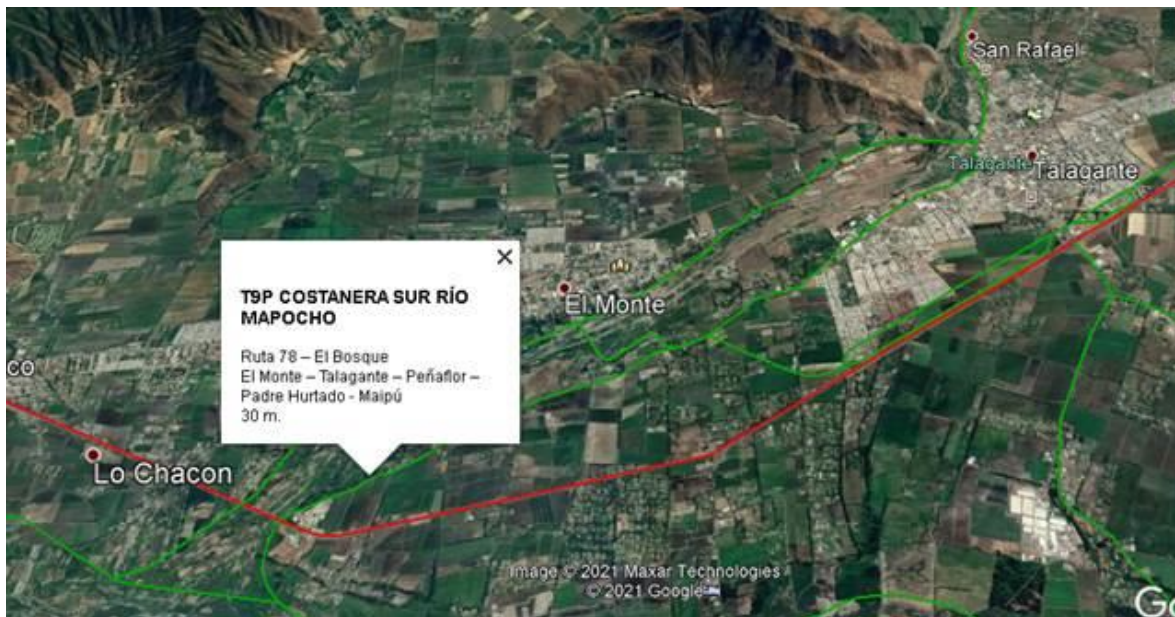 San Rafael
Talagante
Talagante
×
T9P COSTANERA SUR RÍO
MAPOCHO
Ruta 78 – El Bosque
El Monte – Talagante – Peñaflor –
Padre Hurtado - Maipú
30 m.
El Monte
co
Lo Chacon
Image © 2021 Maxar Technologies
© 2021 Google
Go